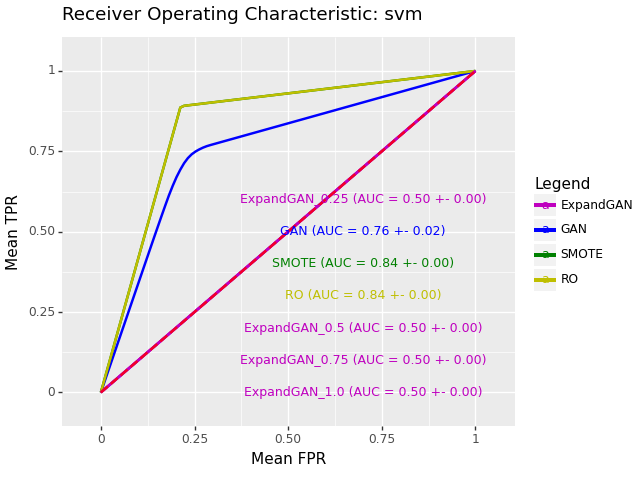 Receiver Operating Characteristic: svm
1
0.75
0.50
0.25
0
Mean TPR
ExpandGAN_0.25 (AUC = 0.50 +- 0.00)
GAN (AUC = 0.76 +- 0.02)
SMOTE (AUC = 0.84 +- 0.00)
RO (AUC = 0.84 +- 0.00)
ExpandGAN_0.5 (AUC = 0.50 +- 0.00)
ExpandGAN_0.75 (AUC = 0.50 +- 0.00)
ExpandGAN_1.0 (AUC = 0.50 +- 0.00)
0 0.25 0.50 0.75 1
Mean FPR
Legend
a ExpandGAN
a GAN
a SMOTE
a RO